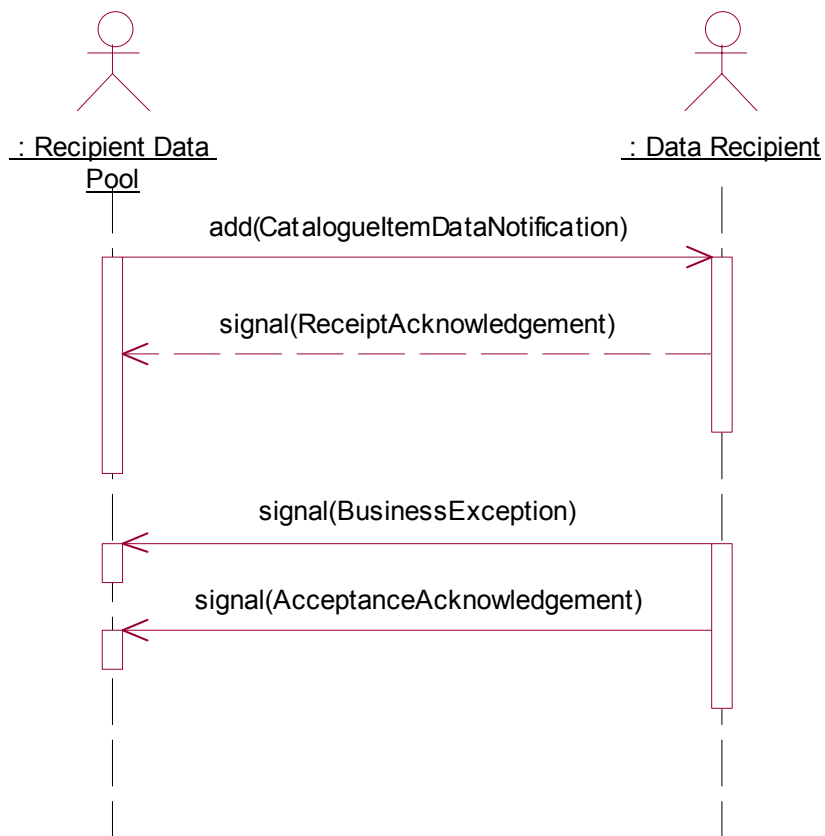 : Recipient Data
Pool
: Data Recipient
add(CatalogueItemDataNotification)
signal(ReceiptAcknowledgement)
signal(BusinessException)
signal(AcceptanceAcknowledgement)